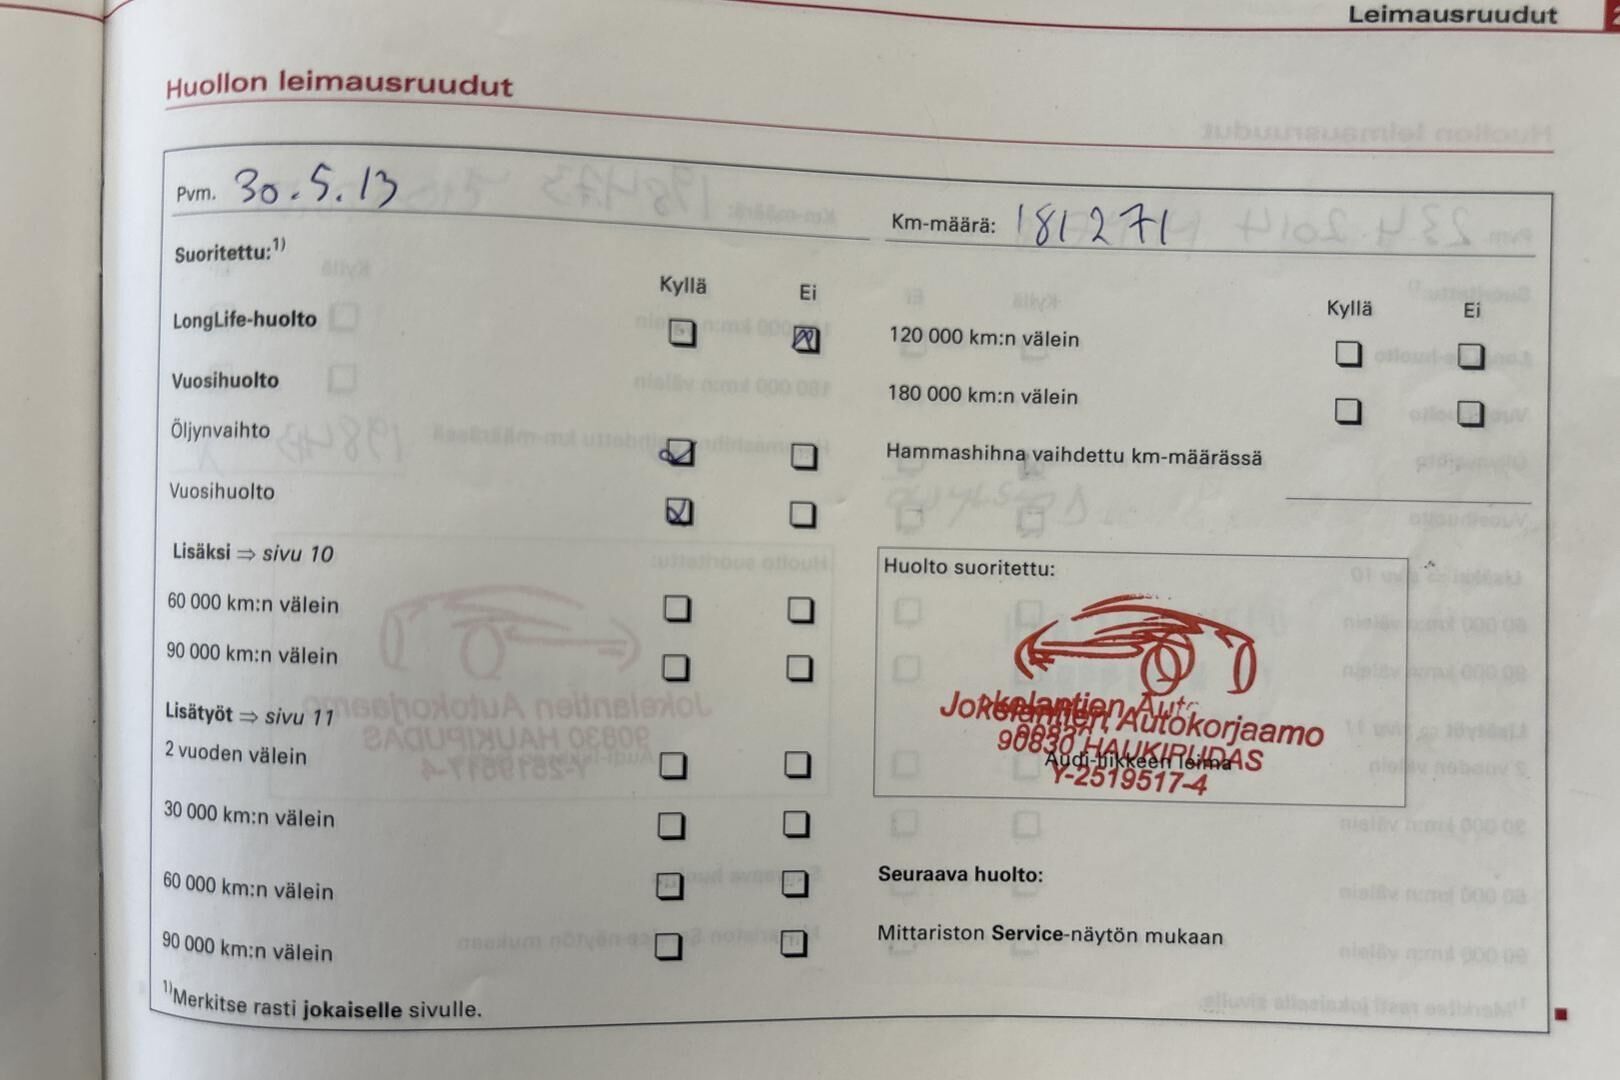 Leimausruudut
Huollon leimausruudut
Pvm. 30.5.13
Km-määrä: 181271
Suoritettu:1)
Kyllä Ei
LongLife-huolto
Vuosihuolto
Öljynvaihto
Vuosihuolto
Lisäksi ⇒ sivu 10
60 000 km:n välein
90 000 km:n välein
Lisätyöt ⇒ sivu 11
2 vuoden välein
30 000 km:n välein
60 000 km:n välein
90 000 km:n välein
1)Merkitse rasti jokaiselle sivulle.
Kyllä Ei
120 000 km:n välein
180 000 km:n välein
Hammashihna vaihdettu km-määrässä
Huolto suoritettu:
Jokelantien Autokorjaamo
90830 HAUKIPUDAS
Audi-liikkeen leima
Y-2519517-4
Seuraava huolto:
Mittariston Service-näytön mukaan